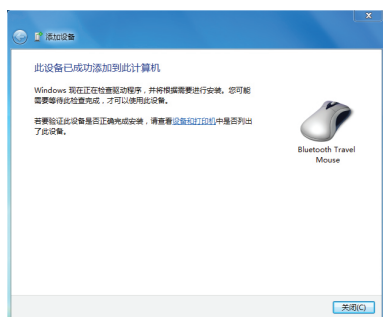 添加设备
此设备已成功添加到此计算机
Windows 现在正在检查驱动程序，并将根据需要进行安装。您可能
需要等待此检查完成，才可以使用此设备。
若要验证此设备是否正确完成安装，请查看设备和打印机中是否列出
了此设备。
Bluetooth Travel
Mouse
关闭(C)